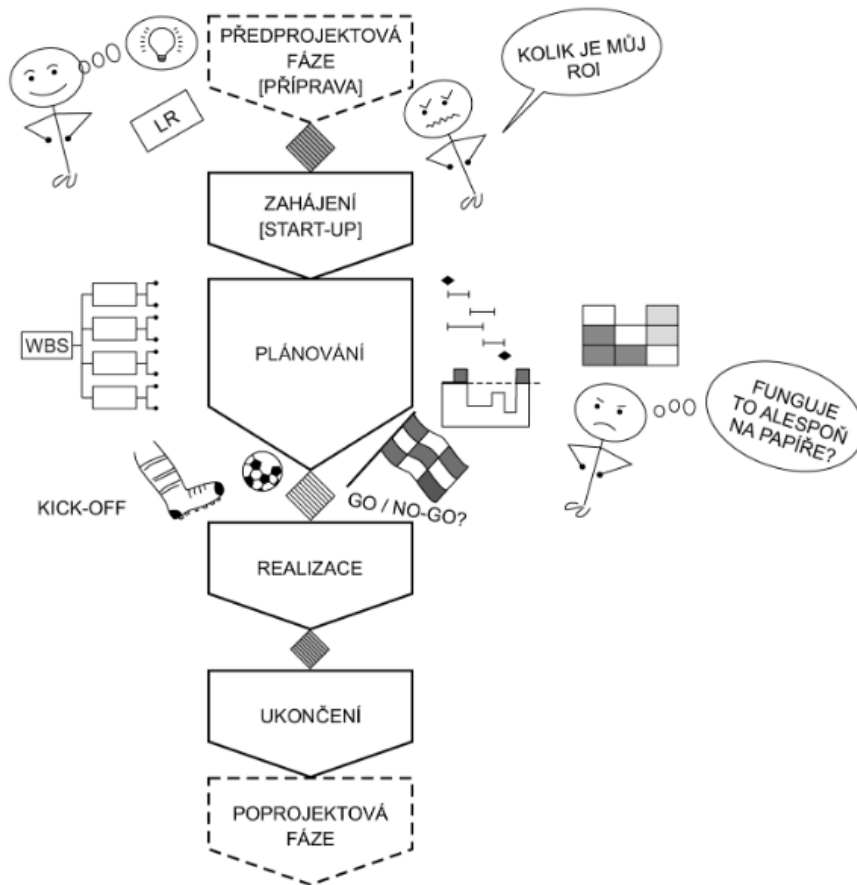 PŘEDPROJEKTOVÁ
FÁZE
[PŘÍPRAVA]
KOLIK JE MŮJ
ROI
LR
ZAHÁJENÍ
[START-UP]
WBS
PLÁNOVÁNÍ
FUNGUJE
TO ALESPOŇ
NA PAPÍŘE?
KICK-OFF
GO / NO-GO?
REALIZACE
UKONČENÍ
POPROJEKTOVÁ
FÁZE